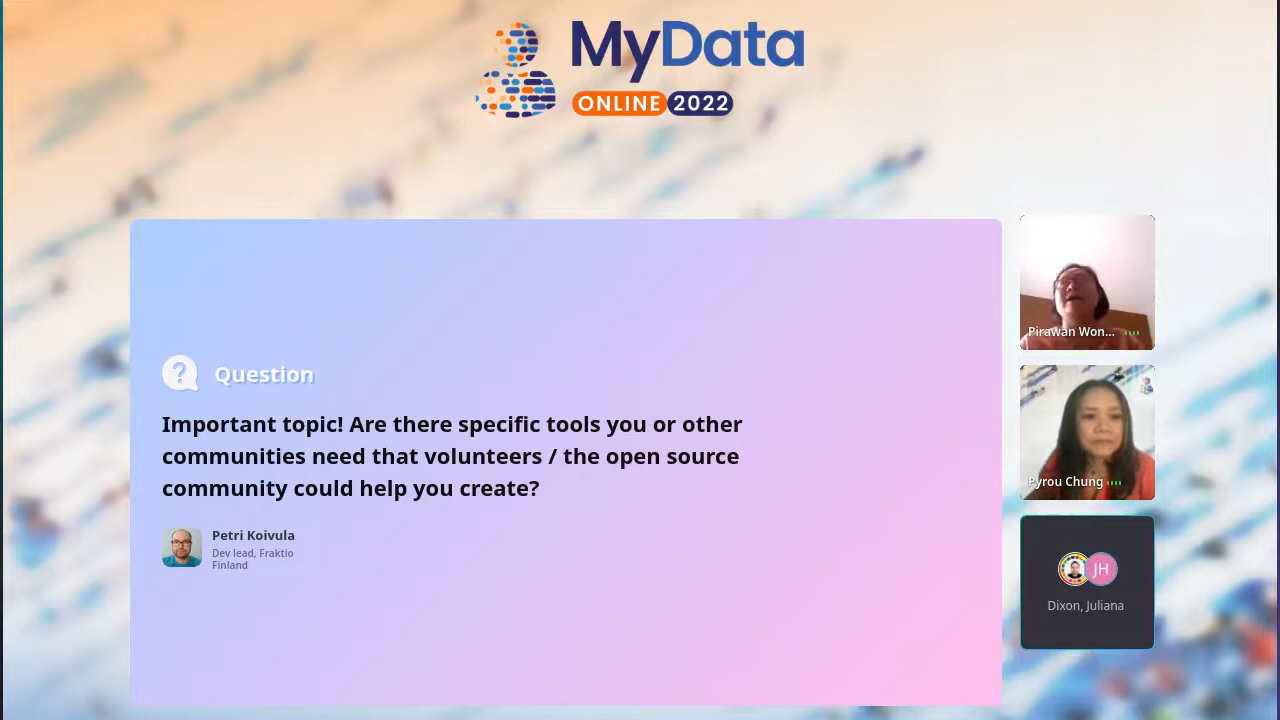 MyData
ONLINE 2022
? Question
Important topic! Are there specific tools you or other
communities need that volunteers / the open source
community could help you create?
Petri Koivula
Dev lead, Fraktio
Finland
Pirawan Won...
Pyrou Chung
JH
Dixon, Juliana